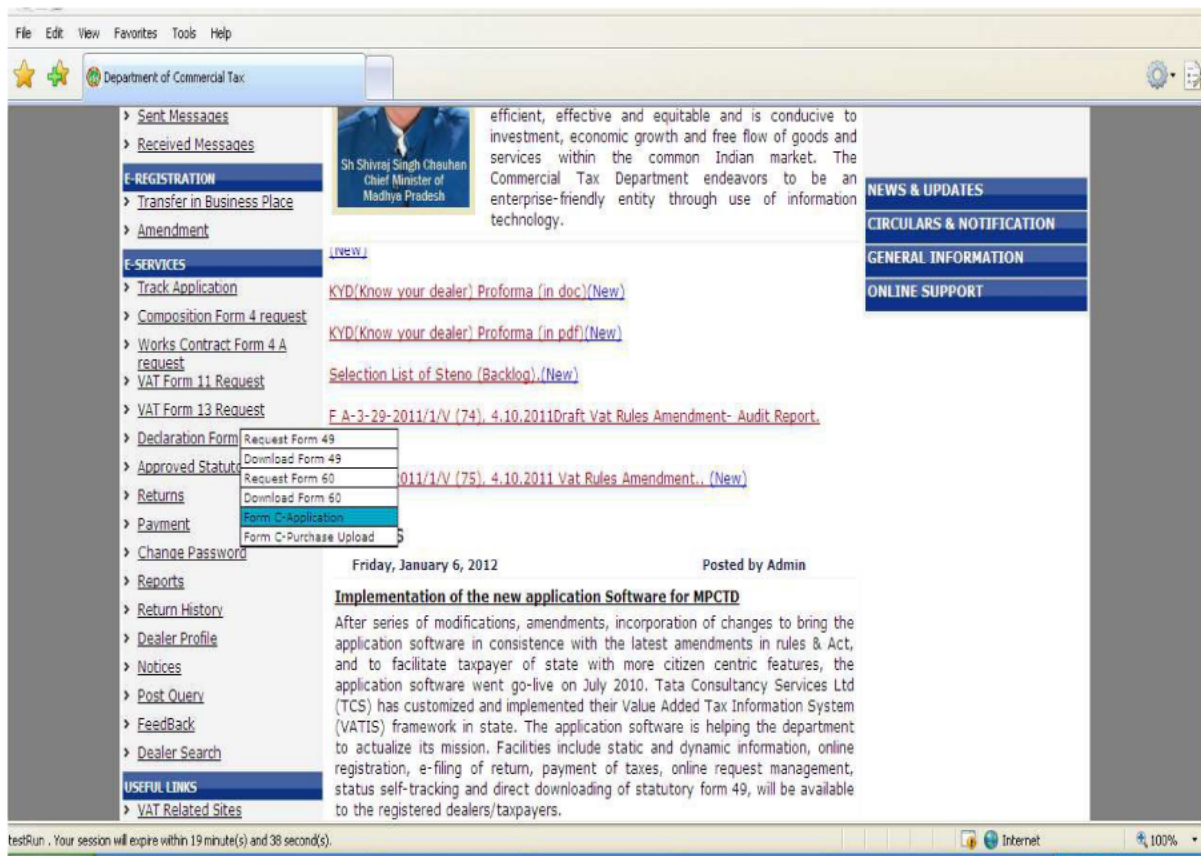 File Edit View Favorites Tools Help
Department of Commercial Tax
> Sent Messages
> Received Messages
E-REGISTRATION
> Transfer in Business Place
> Amendment
E-SERVICES
> Track Application
> Composition Form 4 request
> Works Contract Form 4 A
request
> VAT Form 11 Request
> VAT Form 13 Request
> Declaration Form
> Approved Statuto
> Returns
> Payment
> Change Password
> Reports
> Return History
> Dealer Profile
> Notices
> Post Query
> FeedBack
> Dealer Search
USEFUL LINKS
> VAT Related Sites
Request Form 49
Download Form 49
Request Form 60
Download Form 60
Form C-Application
Form C-Purchase Upload
Sh Shivraj Singh Chauhan
Chief Minister of
Madhya Pradesh
efficient, effective and equitable and is conducive to
investment, economic growth and free flow of goods and
services within the common Indian market. The
Commercial Tax Department endeavors to be an
enterprise-friendly entity through use of information
technology.
(New)
KYD(Know your dealer) Proforma (in doc)(New)
KYD(Know your dealer) Proforma (in pdf)(New)
Selection List of Steno (Backlog).(New)
F A-3-29-2011/1/V (74), 4.10.2011Draft Vat Rules Amendment- Audit Report.
011/1/V (75), 4.10.2011 Vat Rules Amendment.. (New)
S
Friday, January 6, 2012 Posted by Admin
Implementation of the new application Software for MPCTD
After series of modifications, amendments, incorporation of changes to bring the
application software in consistence with the latest amendments in rules & Act,
and to facilitate taxpayer of state with more citizen centric features, the
application software went go-live on July 2010. Tata Consultancy Services Ltd
(TCS) has customized and implemented their Value Added Tax Information System
(VATIS) framework in state. The application software is helping the department
to actualize its mission. Facilities include static and dynamic information, online
registration, e-filing of return, payment of taxes, online request management,
status self-tracking and direct downloading of statutory form 49, will be available
to the registered dealers/taxpayers.
NEWS & UPDATES
CIRCULARS & NOTIFICATION
GENERAL INFORMATION
ONLINE SUPPORT
testRun . Your session will expire within 19 minute(s) and 38 second(s).
Internet
100%